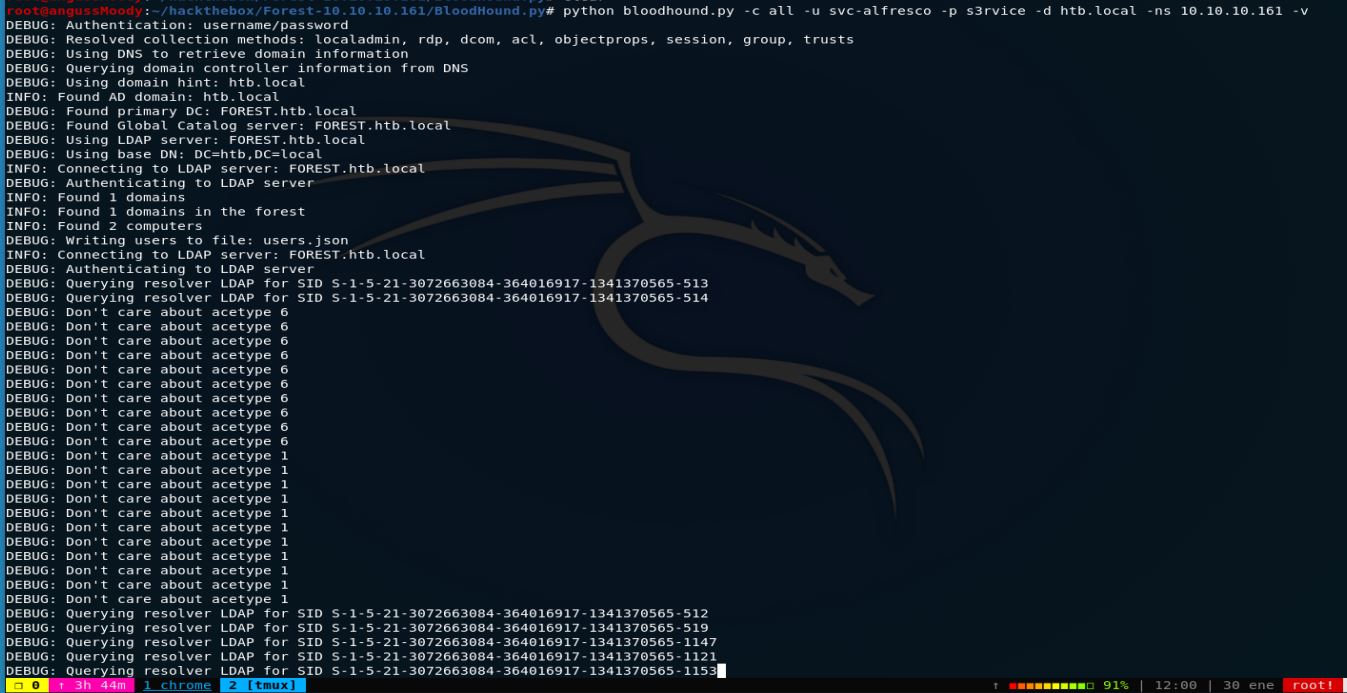 root@angussMoody:~/hackthebox/Forest-10.10.10.161/BloodHound.py# python bloodhound.py -c all -u svc-alfresco -p s3rvice -d htb.local -ns 10.10.10.161 -v
DEBUG: Authentication: username/password
DEBUG: Resolved collection methods: localadmin, rdp, dcom, acl, objectprops, session, group, trusts
DEBUG: Using DNS to retrieve domain information
DEBUG: Querying domain controller information from DNS
DEBUG: Using domain hint: htb.local
INFO: Found AD domain: htb.local
DEBUG: Found primary DC: FOREST.htb.local
DEBUG: Found Global Catalog server: FOREST.htb.local
DEBUG: Using LDAP server: FOREST.htb.local
DEBUG: Using base DN: DC=htb,DC=local
INFO: Connecting to LDAP server: FOREST.htb.local
DEBUG: Authenticating to LDAP server
INFO: Found 1 domains
INFO: Found 1 domains in the forest
INFO: Found 2 computers
DEBUG: Writing users to file: users.json
INFO: Connecting to LDAP server: FOREST.htb.local
DEBUG: Authenticating to LDAP server
DEBUG: Querying resolver LDAP for SID S-1-5-21-3072663084-364016917-1341370565-513
DEBUG: Querying resolver LDAP for SID S-1-5-21-3072663084-364016917-1341370565-514
DEBUG: Don't care about acetype 6
DEBUG: Don't care about acetype 6
DEBUG: Don't care about acetype 6
DEBUG: Don't care about acetype 6
DEBUG: Don't care about acetype 6
DEBUG: Don't care about acetype 6
DEBUG: Don't care about acetype 6
DEBUG: Don't care about acetype 6
DEBUG: Don't care about acetype 6
DEBUG: Don't care about acetype 6
DEBUG: Don't care about acetype 1
DEBUG: Don't care about acetype 1
DEBUG: Don't care about acetype 1
DEBUG: Don't care about acetype 1
DEBUG: Don't care about acetype 1
DEBUG: Don't care about acetype 1
DEBUG: Don't care about acetype 1
DEBUG: Don't care about acetype 1
DEBUG: Don't care about acetype 1
DEBUG: Don't care about acetype 1
DEBUG: Don't care about acetype 1
DEBUG: Querying resolver LDAP for SID S-1-5-21-3072663084-364016917-1341370565-512
DEBUG: Querying resolver LDAP for SID S-1-5-21-3072663084-364016917-1341370565-519
DEBUG: Querying resolver LDAP for SID S-1-5-21-3072663084-364016917-1341370565-1147
DEBUG: Querying resolver LDAP for SID S-1-5-21-3072663084-364016917-1341370565-1121
DEBUG: Querying resolver LDAP for SID S-1-5-21-3072663084-364016917-1341370565-1153
❐ 0 ↑ 3h 44m 1 chrome 2 [tmux] ↑ 91% | 12:00 | 30 ene root!